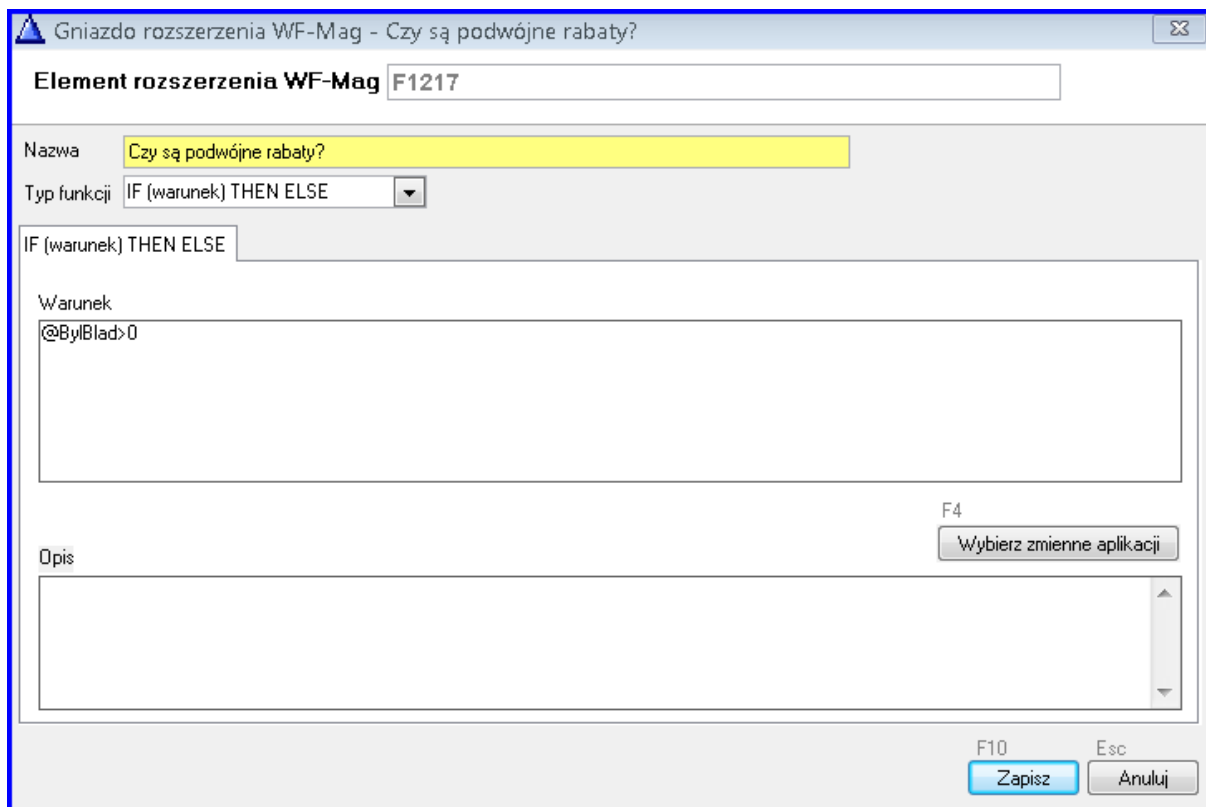 Gniazdo rozszerzenia WF-Mag - Czy są podwójne rabaty?
Element rozszerzenia WF-Mag F1217
Nazwa Czy są podwójne rabaty?
Typ funkcji IF (warunek) THEN ELSE
IF (warunek) THEN ELSE
Warunek
@BylBlad>0
F4
Wybierz zmienne aplikacji
Opis
F10 Esc
Zapisz Anuluj